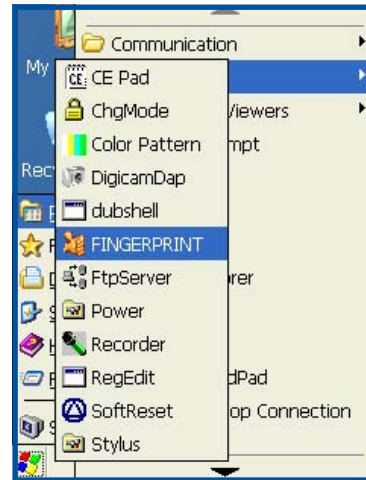 Communication
My
CE Pad
ChgMode
Viewers
Color Pattern
mpt
Rec
DigicamDap
dubshell
FINGERPRINT
FtpServer
rer
Power
Recorder
RegEdit
dPad
SoftReset
op Connection
Stylus